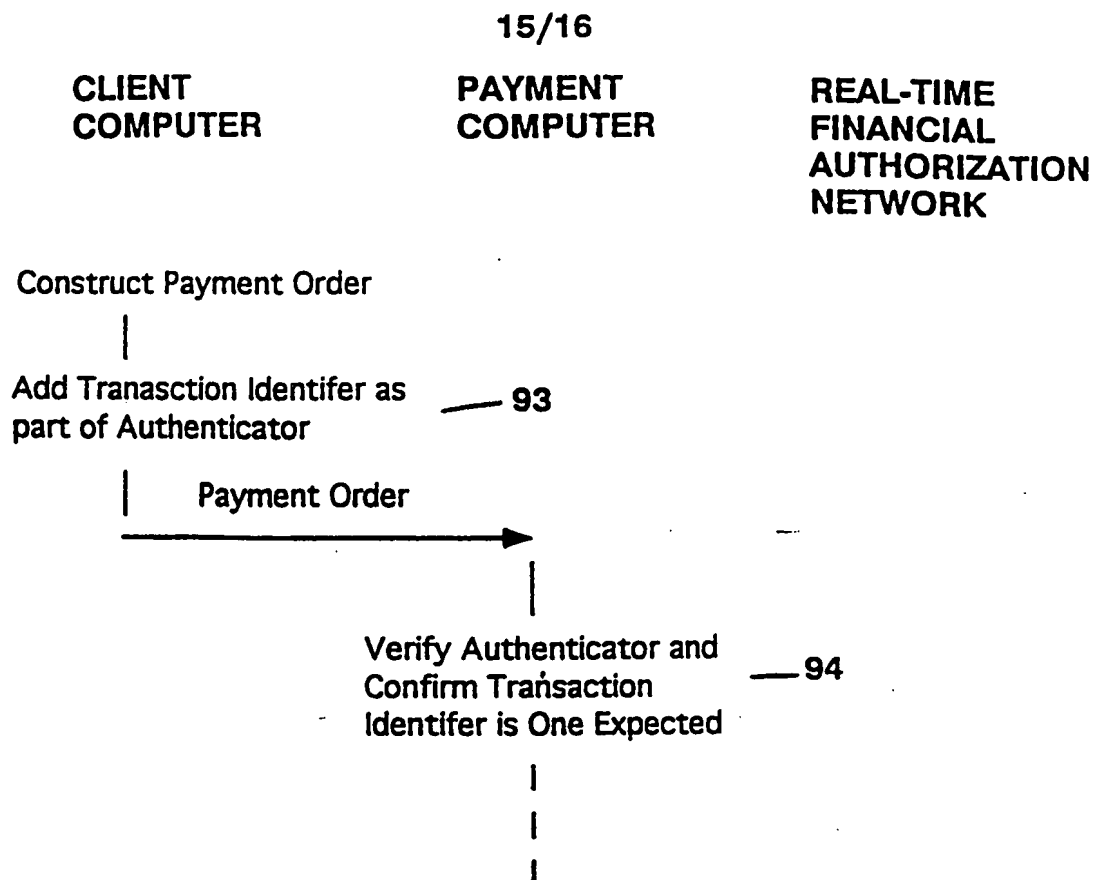 15/16
CLIENT
COMPUTER
PAYMENT
COMPUTER
REAL-TIME
FINANCIAL
AUTHORIZATION
NETWORK
Construct Payment Order
Add Tranasction Identifer as
part of Authenticator
93
Payment Order
Verify Authenticator and
Confirm Transaction
Identifer is One Expected
94